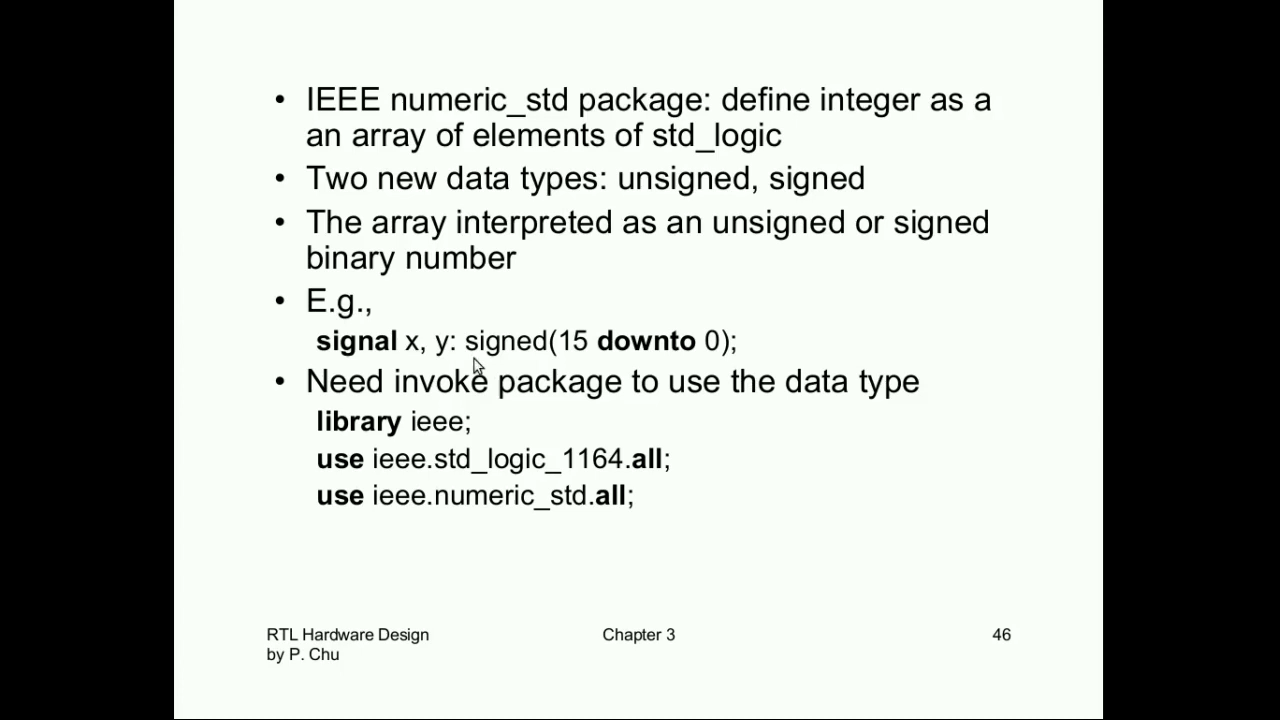 • IEEE numeric_std package: define integer as a
an array of elements of std_logic
• Two new data types: unsigned, signed
• The array interpreted as an unsigned or signed
binary number
• E.g.,
signal x, y: signed(15 downto 0);
• Need invoke package to use the data type
library ieee;
use ieee.std_logic_1164.all;
use ieee.numeric_std.all;
RTL Hardware Design
by P. Chu
Chapter 3
46